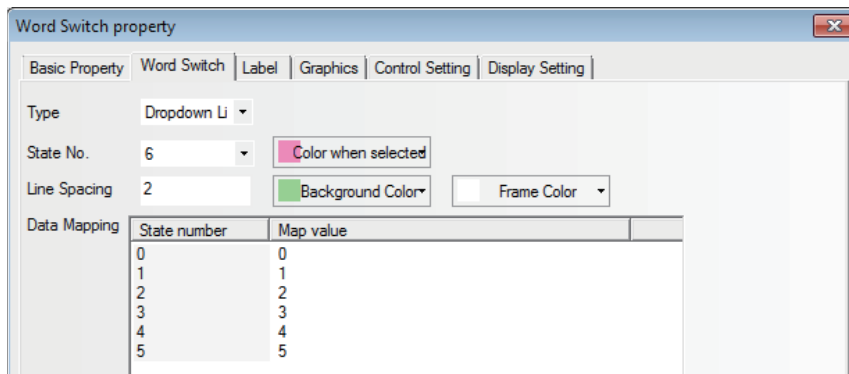 Word Switch property
Basic Property Word Switch Label Graphics Control Setting Display Setting
Type Dropdown Li
State No. 6 Color when selected
Line Spacing 2 Background Color Frame Color
Data Mapping State number Map value
0 0
1 1
2 2
3 3
4 4
5 5